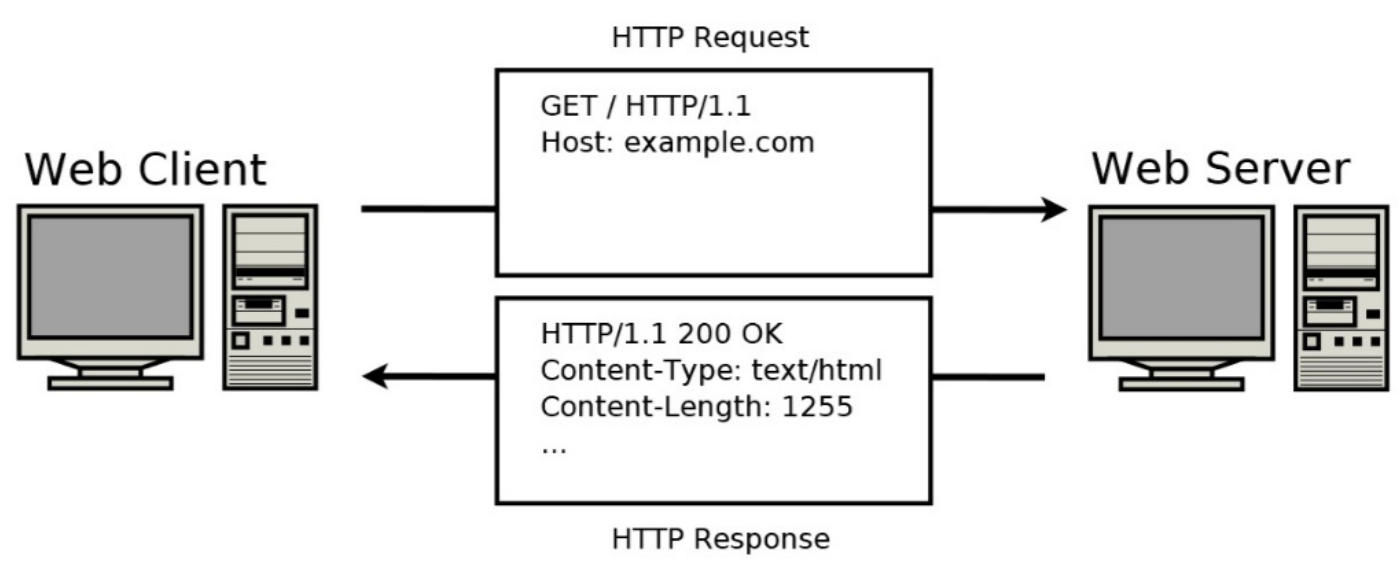 HTTP Request
GET / HTTP/1.1
Host: example.com
Web Client
Web Server
HTTP/1.1 200 OK
Content-Type: text/html
Content-Length: 1255
...
HTTP Response